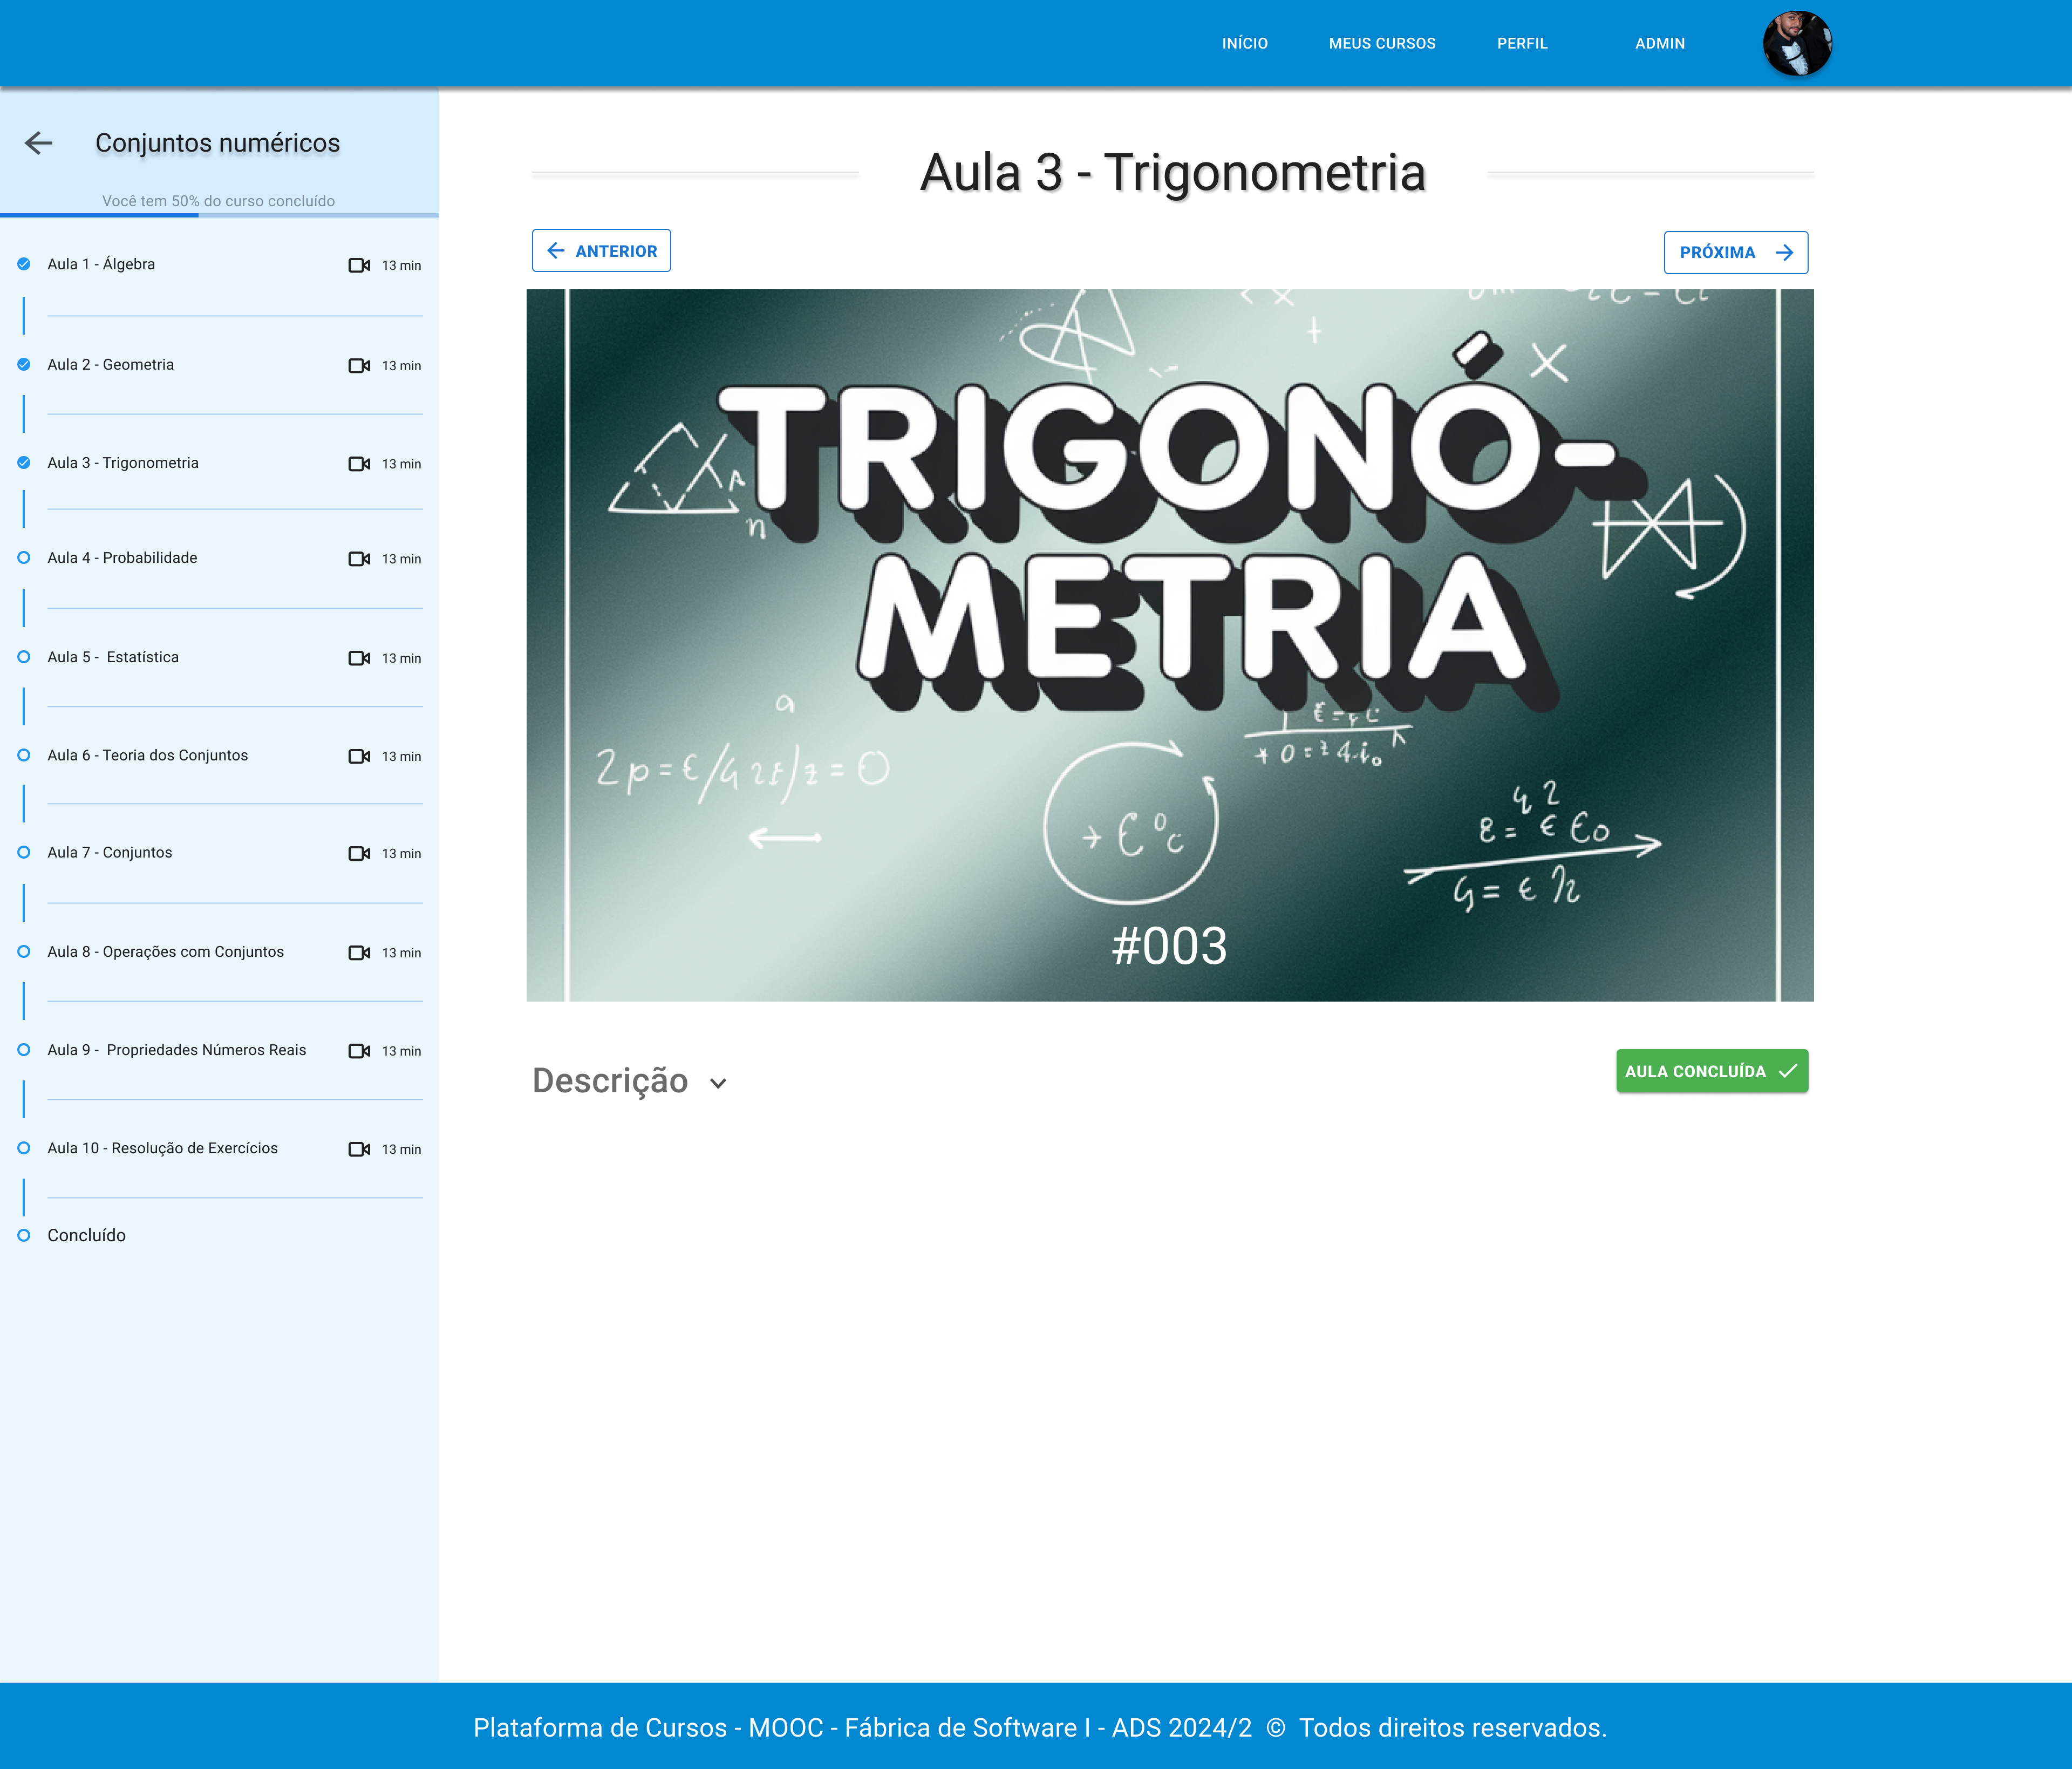 INÍCIO MEUS CURSOS PERFIL ADMIN
Conjuntos numéricos
Você tem 50% do curso concluído
Aula 1 - Álgebra 13 min
Aula 2 - Geometria 13 min
Aula 3 - Trigonometria 13 min
Aula 4 - Probabilidade 13 min
Aula 5 -  Estatística 13 min
Aula 6 - Teoria dos Conjuntos 13 min
Aula 7 - Conjuntos 13 min
Aula 8 - Operações com Conjuntos 13 min
Aula 9 -  Propriedades Números Reais 13 min
Aula 10 - Resolução de Exercícios 13 min
Concluído
Aula 3 - Trigonometria
ANTERIOR
PRÓXIMA
TRIGONÓ-
METRIA
#003
Descrição
AULA CONCLUÍDA
Plataforma de Cursos - MOOC - Fábrica de Software I - ADS 2024/2 © Todos direitos reservados.